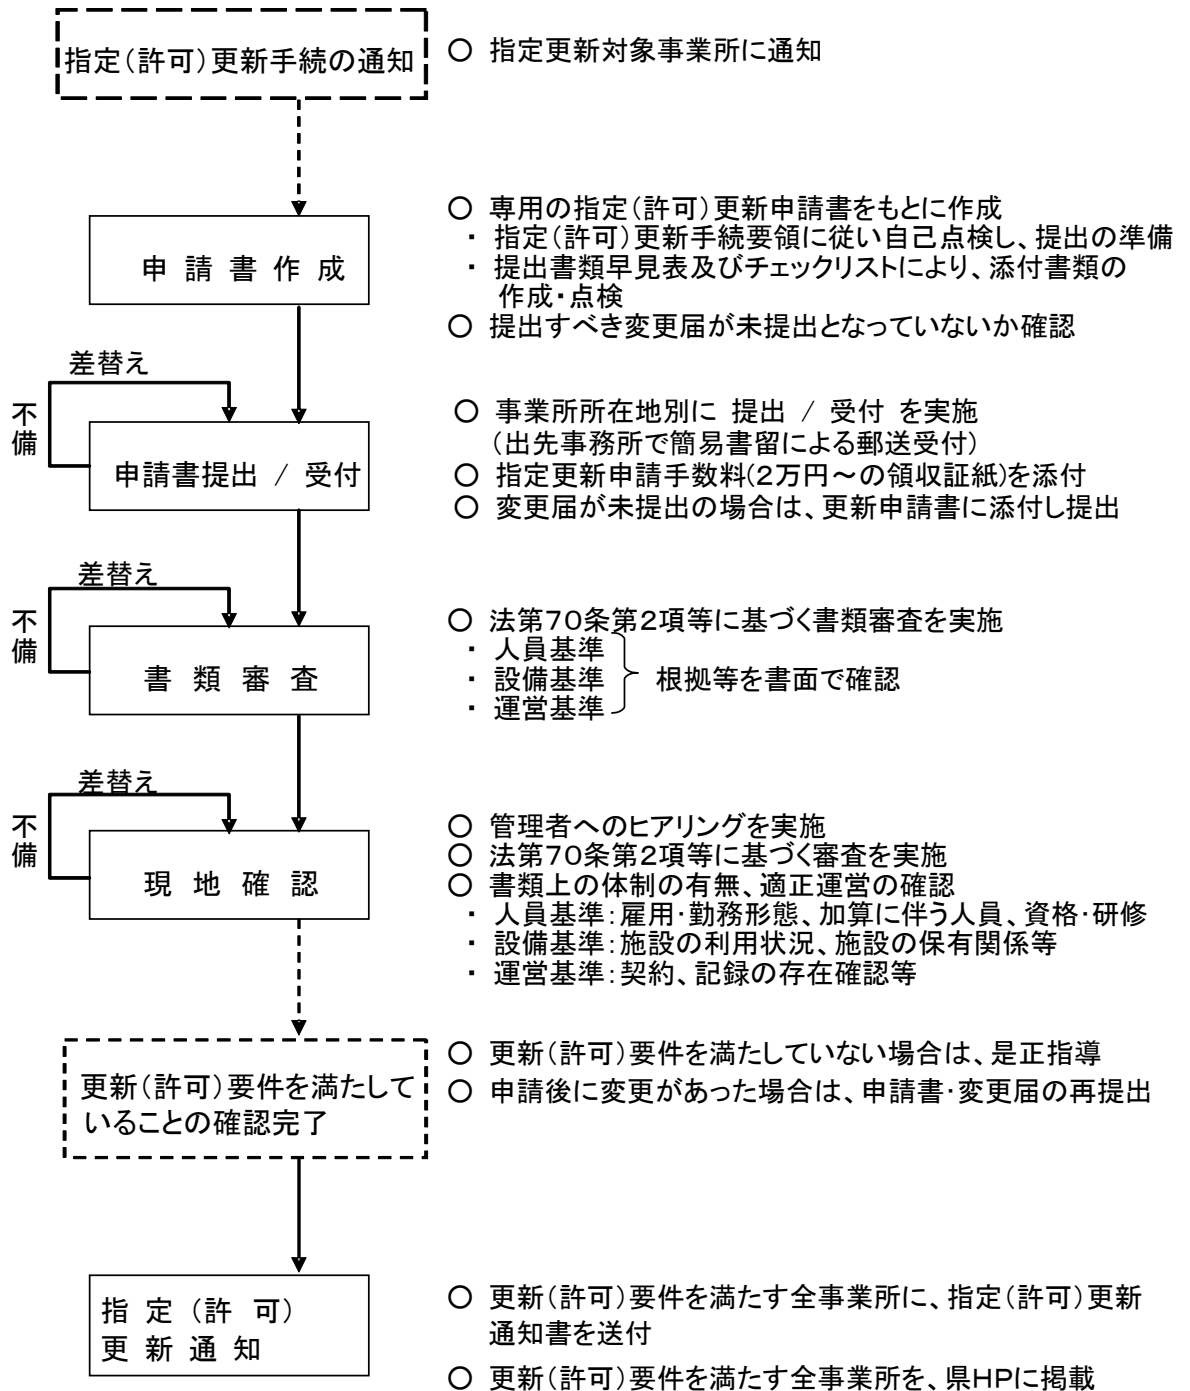 指定(許可)更新手続の通知
○ 指定更新対象事業所に通知
申 請 書 作 成
○ 専用の指定(許可)更新申請書をもとに作成
・ 指定(許可)更新手続要領に従い自己点検し、提出の準備
・ 提出書類早見表及びチェックリストにより、添付書類の
作成・点検
○ 提出すべき変更届が未提出となっていないか確認
差替え
不備
申請書提出 / 受付
○ 事業所所在地別に 提出 / 受付 を実施
(出先事務所で簡易書留による郵送受付)
○ 指定更新申請手数料(2万円~の領収証紙)を添付
○ 変更届が未提出の場合は、更新申請書に添付し提出
差替え
不備
書 類 審 査
○ 法第70条第2項等に基づく書類審査を実施
・ 人員基準
・ 設備基準
・ 運営基準
根拠等を書面で確認
差替え
不備
現 地 確 認
○ 管理者へのヒアリングを実施
○ 法第70条第2項等に基づく審査を実施
○ 書類上の体制の有無、適正運営の確認
・ 人員基準:雇用・勤務形態、加算に伴う人員、資格・研修
・ 設備基準:施設の利用状況、施設の保有関係等
・ 運営基準:契約、記録の存在確認等
更新(許可)要件を満たして
いることの確認完了
○ 更新(許可)要件を満たしていない場合は、是正指導
○ 申請後に変更があった場合は、申請書・変更届の再提出
指 定 (許 可)
更 新 通 知
○ 更新(許可)要件を満たす全事業所に、指定(許可)更新
通知書を送付
○ 更新(許可)要件を満たす全事業所を、県HPに掲載